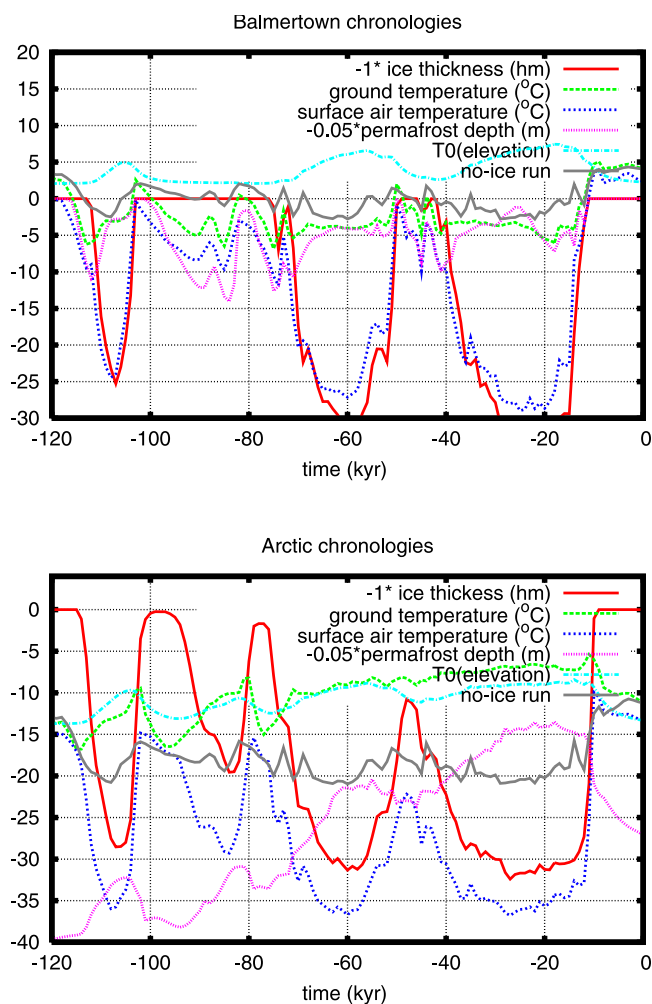 Balmertown chronologies
20
15
10
5
0
-5
-10
-15
-20
-25
-30
-1* ice thickness (hm)
ground temperature (°C)
surface air temperature (°C)
-0.05*permafrost depth (m)
T0(elevation)
no-ice run
-120 -100 -80 -60 -40 -20 0
time (kyr)
Arctic chronologies
0
-5
-10
-15
-20
-25
-30
-35
-40
-1* ice thickess (hm)
ground temperature (°C)
surface air temperature (°C)
-0.05*permafrost depth (m)
T0(elevation)
no-ice run
-120 -100 -80 -60 -40 -20 0
time (kyr)